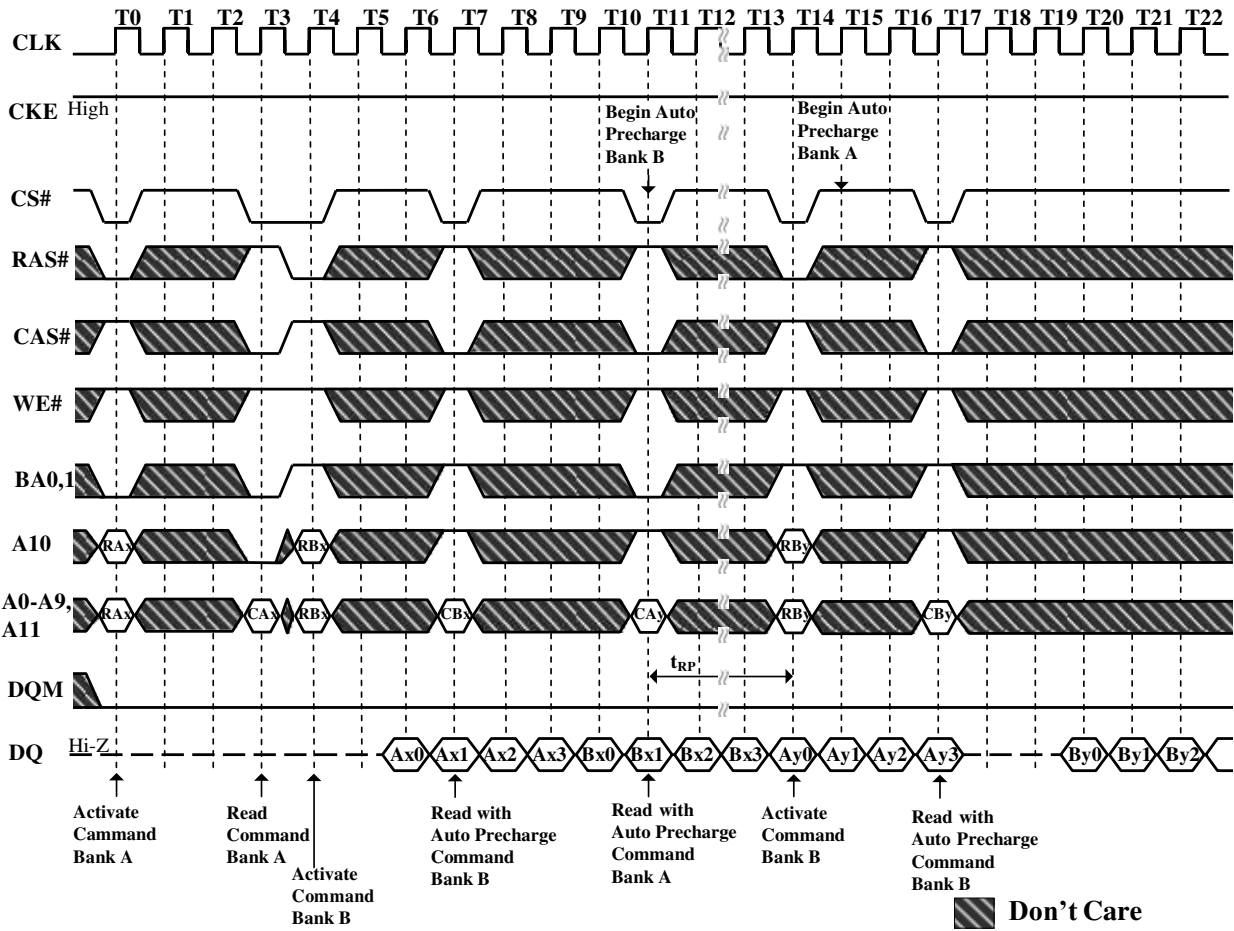 T0 T1 T2 T3 T4 T5 T6 T7 T8 T9 T10 T11 T12 T13 T14 T15 T16 T17 T18 T19 T20 T21 T22
CLK
CKE High
Begin Auto
Precharge
Bank B
Begin Auto
Precharge
Bank A
CS#
RAS#
CAS#
WE#
BA0,1
A10 RAx RBx RBy
A0-A9,
A11
RAx CAx RBx CBx CAy RBy CBy
tRP
DQM
DQ Hi-Z Ax0 Ax1 Ax2 Ax3 Bx0 Bx1 Bx2 Bx3 Ay0 Ay1 Ay2 Ay3 By0 By1 By2
Activate
Cammand
Bank A
Read
Command
Bank A
Activate
Command
Bank B
Read with
Auto Precharge
Command
Bank B
Read with
Auto Precharge
Command
Bank A
Activate
Command
Bank B
Read with
Auto Precharge
Command
Bank B
Don't Care